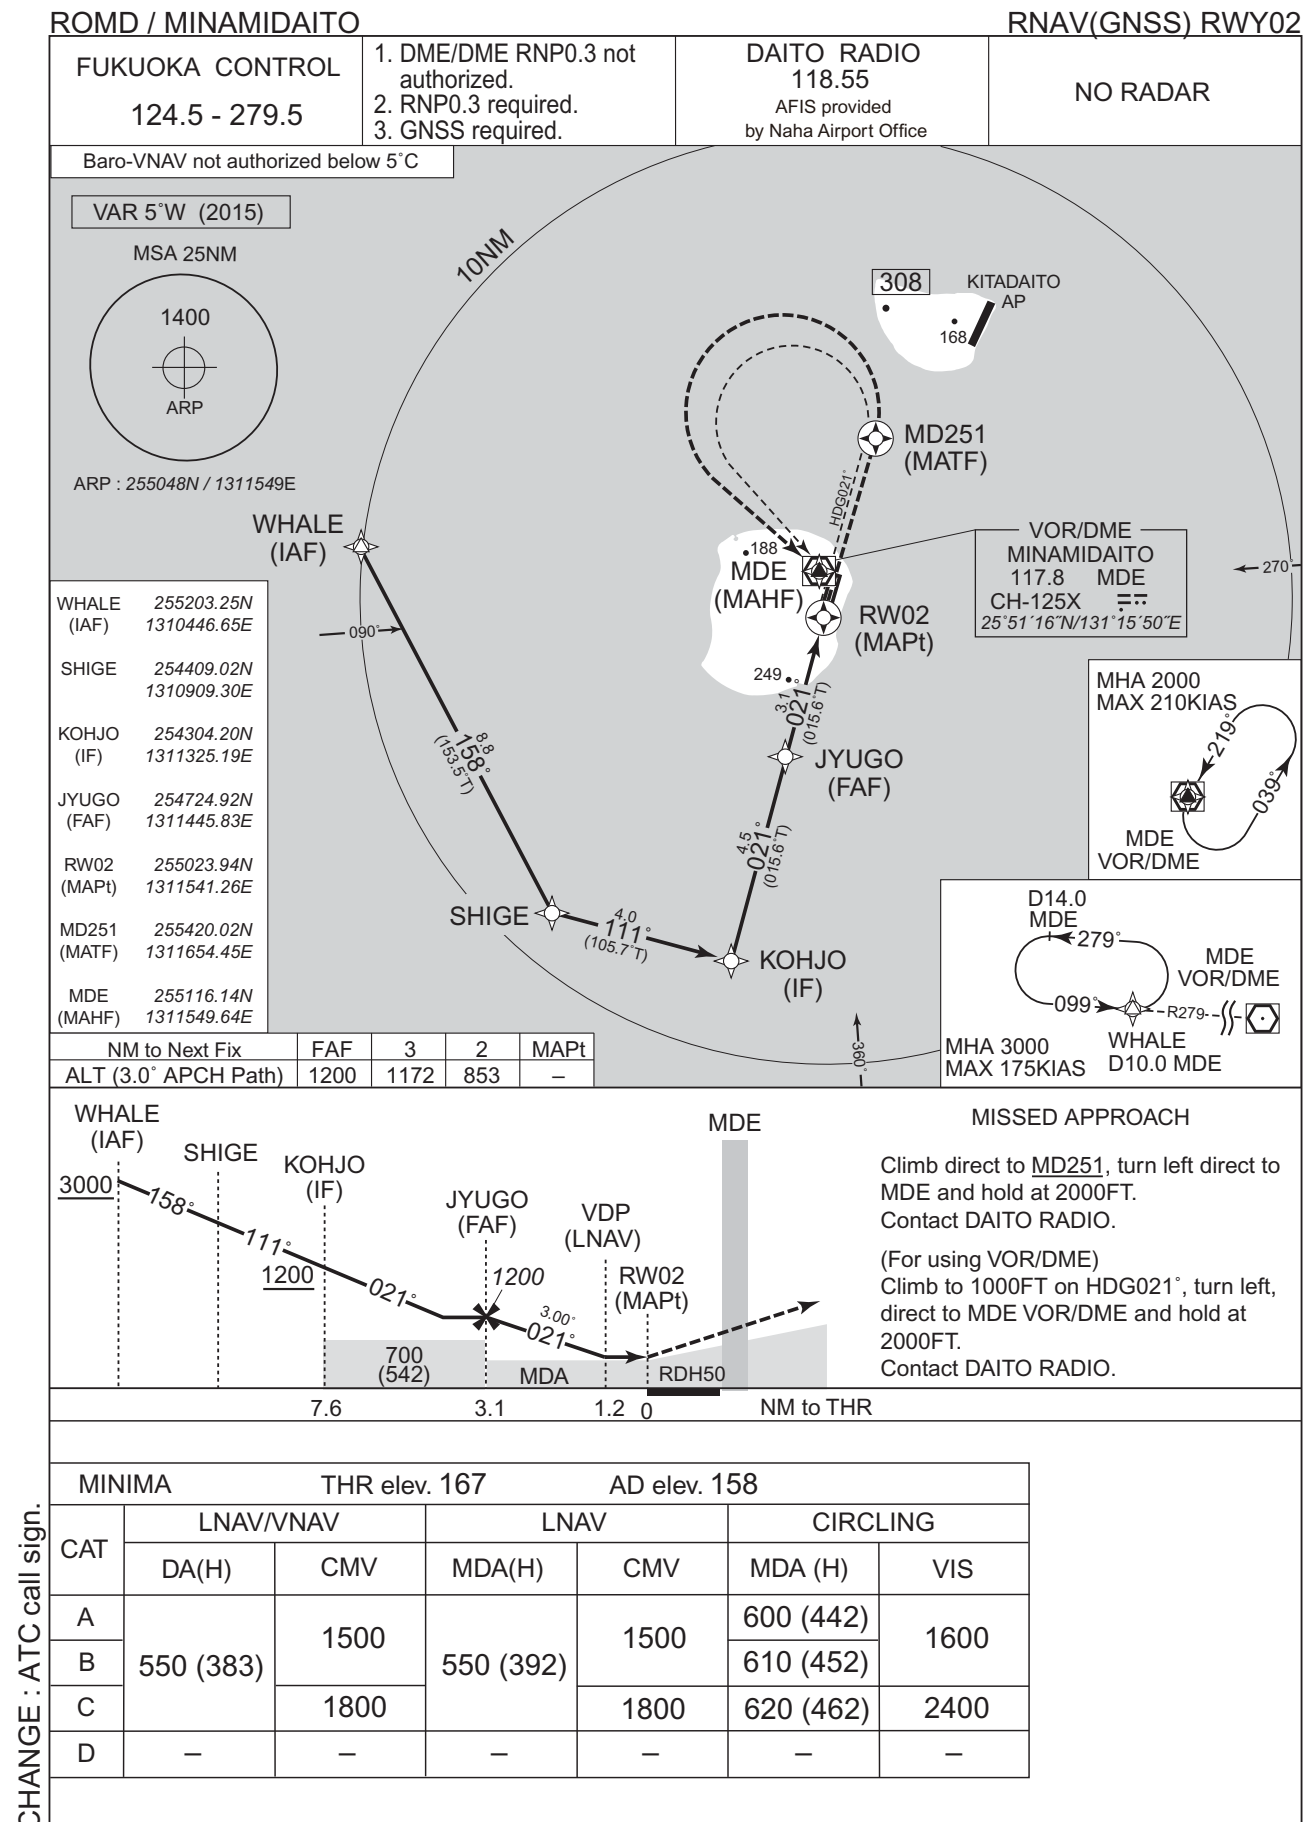 ROMD / MINAMIDAITO
RNAV(GNSS) RWY02
FUKUOKA CONTROL
124.5 - 279.5
1. DME/DME RNP0.3 not
authorized.
2. RNP0.3 required.
3. GNSS required.
DAITO RADIO
118.55
AFIS provided
by Naha Airport Office
NO RADAR
Baro-VNAV not authorized below 5°C
VAR 5°W (2015)
MSA 25NM
1400
ARP
ARP : 255048N / 1311549E
10NM
308
KITADAITO
AP
168
MD251
(MATF)
HDG021°
WHALE
(IAF)
188
MDE
(MAHF)
RW02
(MAPt)
249
VOR/DME
MINAMIDAITO
117.8 MDE
CH-125X
25°51′16″N/131°15′50″E
270°
090°
WHALE 255203.25N
(IAF) 1310446.65E
SHIGE 254409.02N
1310909.30E
KOHJO 254304.20N
(IF) 1311325.19E
JYUGO 254724.92N
(FAF) 1311445.83E
RW02 255023.94N
(MAPt) 1311541.26E
MD251 255420.02N
(MATF) 1311654.45E
MDE 255116.14N
(MAHF) 1311549.64E
8.8
158°
(153.5°T)
3.1
021°
(015.6°T)
JYUGO
(FAF)
4.5
021°
(015.6°T)
SHIGE
4.0
111°
(105.7°T)
KOHJO
(IF)
360°
MHA 2000
MAX 210KIAS
219°
039°
MDE
VOR/DME
D14.0
MDE
279°
MDE
VOR/DME
099°
R279
WHALE
D10.0 MDE
MHA 3000
MAX 175KIAS
NM to Next Fix FAF 3 2 MAPt
ALT (3.0° APCH Path) 1200 1172 853 –
WHALE
(IAF)
SHIGE
KOHJO
(IF)
JYUGO
(FAF)
VDP
(LNAV)
RW02
(MAPt)
MDE
3000
158°
111°
1200
021°
1200
3.00°
021°
700
(542)
MDA
RDH50
7.6 3.1 1.2 0 NM to THR
MISSED APPROACH
Climb direct to MD251, turn left direct to
MDE and hold at 2000FT.
Contact DAITO RADIO.
(For using VOR/DME)
Climb to 1000FT on HDG021°, turn left,
direct to MDE VOR/DME and hold at
2000FT.
Contact DAITO RADIO.
MINIMA THR elev. 167 AD elev. 158
CAT LNAV/VNAV LNAV CIRCLING
DA(H) CMV MDA(H) CMV MDA (H) VIS
A 550 (383) 1500 550 (392) 1500 600 (442) 1600
B 610 (452)
C 1800 1800 620 (462) 2400
D – – – – – –
CHANGE : ATC call sign.